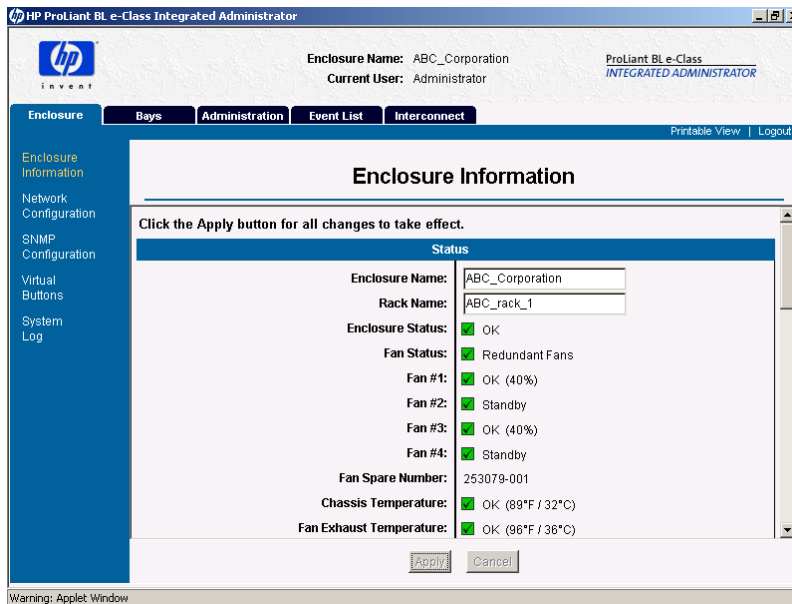 HP ProLiant BL e-Class Integrated Administrator
hp
invent
Enclosure Name: ABC_Corporation
Current User: Administrator
ProLiant BL e-Class
INTEGRATED ADMINISTRATOR
Enclosure Bays Administration Event List Interconnect
Printable View | Logout
Enclosure
Information
Network
Configuration
SNMP
Configuration
Virtual
Buttons
System
Log
Enclosure Information
Click the Apply button for all changes to take effect.
Status
Enclosure Name: ABC_Corporation
Rack Name: ABC_rack_1
Enclosure Status: OK
Fan Status: Redundant Fans
Fan #1: OK (40%)
Fan #2: Standby
Fan #3: OK (40%)
Fan #4: Standby
Fan Spare Number: 253079-001
Chassis Temperature: OK (89°F / 32°C)
Fan Exhaust Temperature: OK (96°F / 36°C)
Apply Cancel
Warning: Applet Window